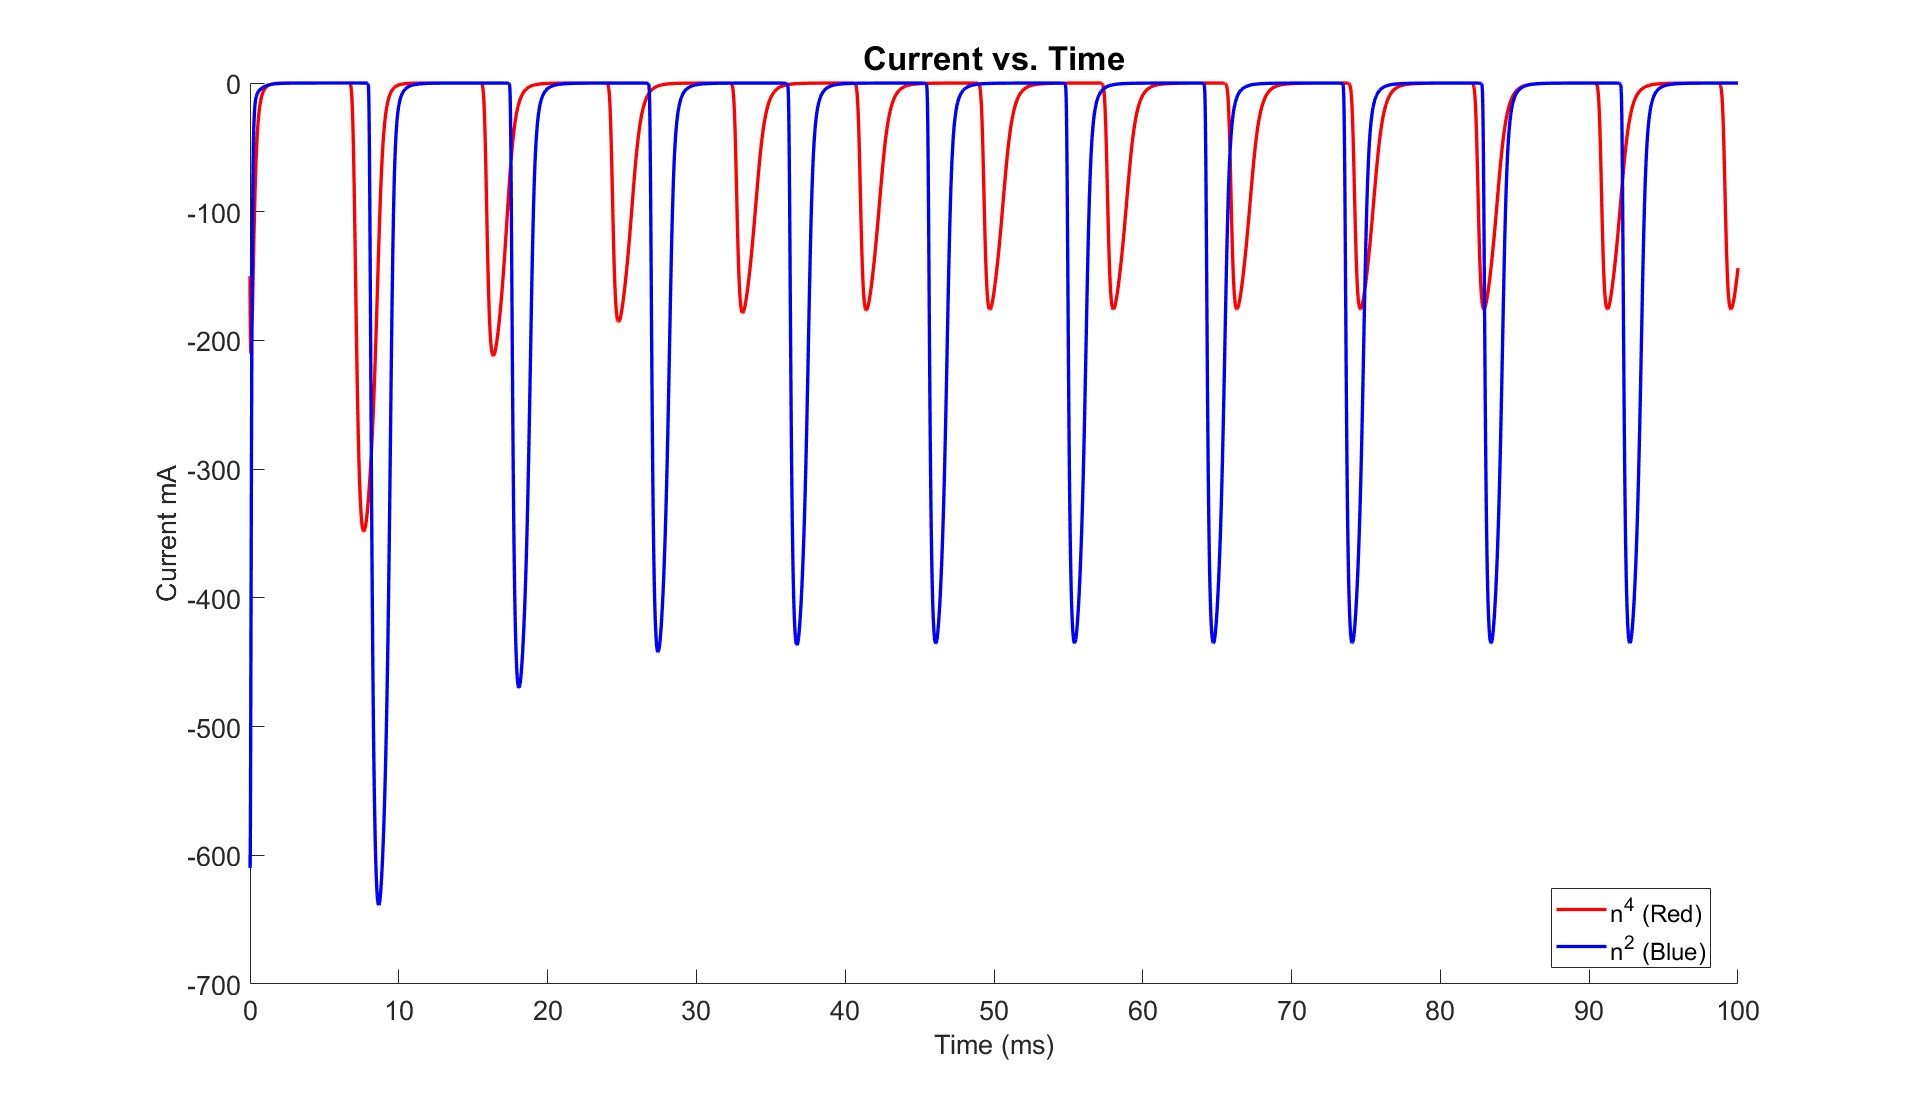 Current vs. Time
0
-100
-200
-300
-400
-500
-600
-700
Current mA
0 10 20 30 40 50 60 70 80 90 100
Time (ms)
n⁴ (Red)
n² (Blue)